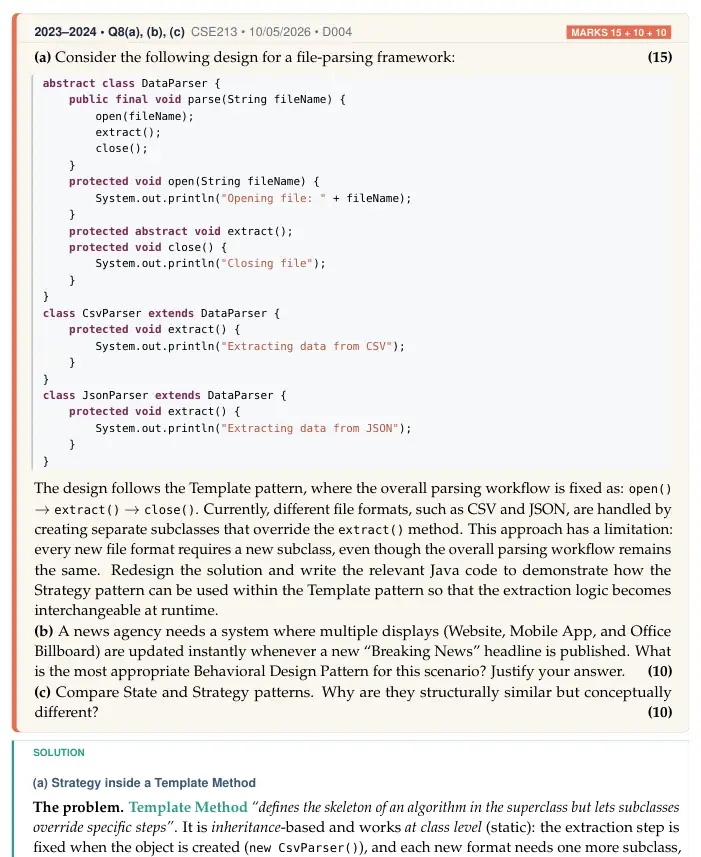 2023–2024 • Q8(a), (b), (c) CSE213 • 10/05/2026 • D004 MARKS 15 + 10 + 10
(a) Consider the following design for a file-parsing framework: (15)
abstract class DataParser {
    public final void parse(String fileName) {
        open(fileName);
        extract();
        close();
    }
    protected void open(String fileName) {
        System.out.println("Opening file: " + fileName);
    }
    protected abstract void extract();
    protected void close() {
        System.out.println("Closing file");
    }
}
class CsvParser extends DataParser {
    protected void extract() {
        System.out.println("Extracting data from CSV");
    }
}
class JsonParser extends DataParser {
    protected void extract() {
        System.out.println("Extracting data from JSON");
    }
}
The design follows the Template pattern, where the overall parsing workflow is fixed as: open()
→ extract() → close(). Currently, different file formats, such as CSV and JSON, are handled by
creating separate subclasses that override the extract() method. This approach has a limitation:
every new file format requires a new subclass, even though the overall parsing workflow remains
the same. Redesign the solution and write the relevant Java code to demonstrate how the
Strategy pattern can be used within the Template pattern so that the extraction logic becomes
interchangeable at runtime.
(b) A news agency needs a system where multiple displays (Website, Mobile App, and Office
Billboard) are updated instantly whenever a new “Breaking News” headline is published. What
is the most appropriate Behavioral Design Pattern for this scenario? Justify your answer. (10)
(c) Compare State and Strategy patterns. Why are they structurally similar but conceptually
different? (10)
SOLUTION
(a) Strategy inside a Template Method
The problem. Template Method “defines the skeleton of an algorithm in the superclass but lets subclasses
override specific steps”. It is inheritance-based and works at class level (static): the extraction step is
fixed when the object is created (new CsvParser()), and each new format needs one more subclass,